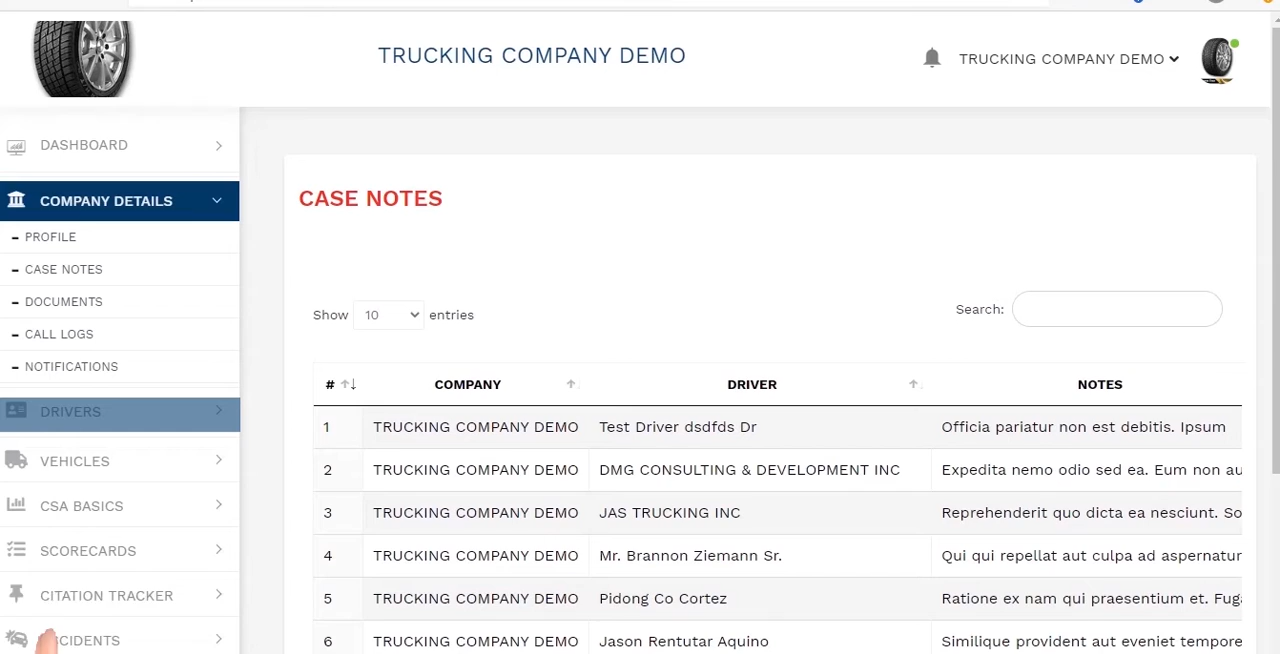 TRUCKING COMPANY DEMO
TRUCKING COMPANY DEMO
DASHBOARD
COMPANY DETAILS
PROFILE
CASE NOTES
DOCUMENTS
CALL LOGS
NOTIFICATIONS
DRIVERS
VEHICLES
CSA BASICS
SCORECARDS
CITATION TRACKER
CIDENTS
CASE NOTES
Show 10 entries
Search:
# COMPANY DRIVER NOTES
1 TRUCKING COMPANY DEMO Test Driver dsdfds Dr Officia pariatur non est debitis. Ipsum
2 TRUCKING COMPANY DEMO DMG CONSULTING & DEVELOPMENT INC Expedita nemo odio sed ea. Eum non au
3 TRUCKING COMPANY DEMO JAS TRUCKING INC Reprehenderit quo dicta ea nesciunt. So
4 TRUCKING COMPANY DEMO Mr. Brannon Ziemann Sr. Qui qui repellat aut culpa ad aspernatur
5 TRUCKING COMPANY DEMO Pidong Co Cortez Ratione ex nam qui praesentium et. Fuga
6 TRUCKING COMPANY DEMO Jason Rentutar Aquino Similique provident aut eveniet tempore